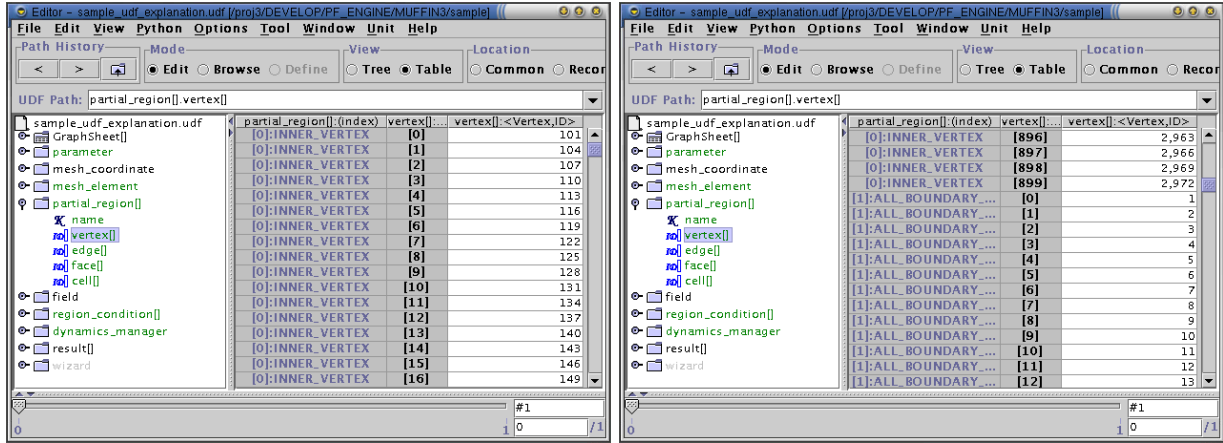 Editor - sample_udf_explanation.udf [/proj3/DEVELOP/PF_ENGINE/MUFFIN3/sample]
File Edit View Python Options Tool Window Unit Help
Path History Mode View Location
< > Edit Browse Define Tree Table Common Recor
UDF Path: partial_region[].vertex[]
sample_udf_explanation.udf
GraphSheet[]
parameter
mesh_coordinate
mesh_element
partial_region[]
name
vertex[]
edge[]
face[]
cell[]
field
region_condition[]
dynamics_manager
result[]
wizard
partial_region[]:(index) vertex[]:... vertex[]:<Vertex,ID>
[0]:INNER_VERTEX [0] 101
[0]:INNER_VERTEX [1] 104
[0]:INNER_VERTEX [2] 107
[0]:INNER_VERTEX [3] 110
[0]:INNER_VERTEX [4] 113
[0]:INNER_VERTEX [5] 116
[0]:INNER_VERTEX [6] 119
[0]:INNER_VERTEX [7] 122
[0]:INNER_VERTEX [8] 125
[0]:INNER_VERTEX [9] 128
[0]:INNER_VERTEX [10] 131
[0]:INNER_VERTEX [11] 134
[0]:INNER_VERTEX [12] 137
[0]:INNER_VERTEX [13] 140
[0]:INNER_VERTEX [14] 143
[0]:INNER_VERTEX [15] 146
[0]:INNER_VERTEX [16] 149
#1
0 1 0 /1
Editor - sample_udf_explanation.udf [/proj3/DEVELOP/PF_ENGINE/MUFFIN3/sample]
File Edit View Python Options Tool Window Unit Help
Path History Mode View Location
< > Edit Browse Define Tree Table Common Recor
UDF Path: partial_region[].vertex[]
sample_udf_explanation.udf
GraphSheet[]
parameter
mesh_coordinate
mesh_element
partial_region[]
name
vertex[]
edge[]
face[]
cell[]
field
region_condition[]
dynamics_manager
result[]
wizard
partial_region[]:(index) vertex[]:... vertex[]:<Vertex,ID>
[0]:INNER_VERTEX [896] 2,963
[0]:INNER_VERTEX [897] 2,966
[0]:INNER_VERTEX [898] 2,969
[0]:INNER_VERTEX [899] 2,972
[1]:ALL_BOUNDARY_... [0] 1
[1]:ALL_BOUNDARY_... [1] 2
[1]:ALL_BOUNDARY_... [2] 3
[1]:ALL_BOUNDARY_... [3] 4
[1]:ALL_BOUNDARY_... [4] 5
[1]:ALL_BOUNDARY_... [5] 6
[1]:ALL_BOUNDARY_... [6] 7
[1]:ALL_BOUNDARY_... [7] 8
[1]:ALL_BOUNDARY_... [8] 9
[1]:ALL_BOUNDARY_... [9] 10
[1]:ALL_BOUNDARY_... [10] 11
[1]:ALL_BOUNDARY_... [11] 12
[1]:ALL_BOUNDARY_... [12] 13
#1
0 1 0 /1